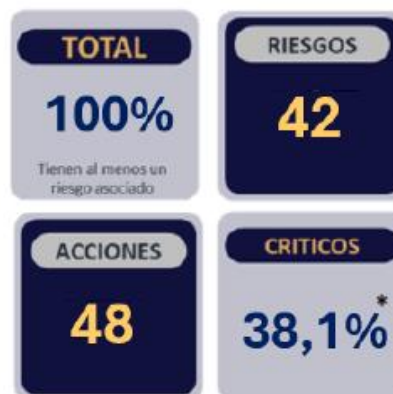 TOTAL
100%
Tienen al menos un
riesgo asociado
RIESGOS
42
ACCIONES
48
CRITICOS
38,1%*